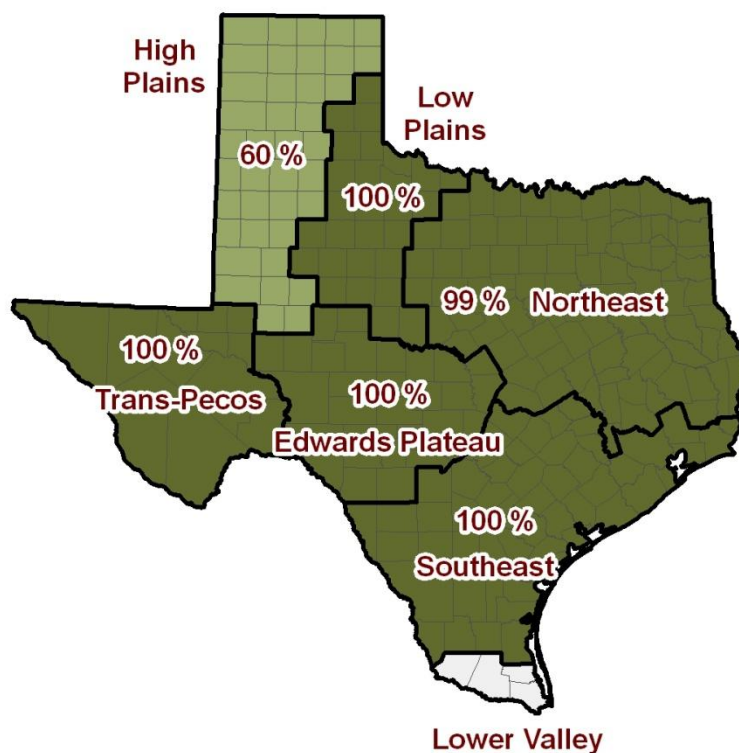 High
Plains
Low
Plains
60 %
100 %
99 %
Northeast
100 %
Trans-Pecos
100 %
Edwards Plateau
100 %
Southeast
Lower Valley